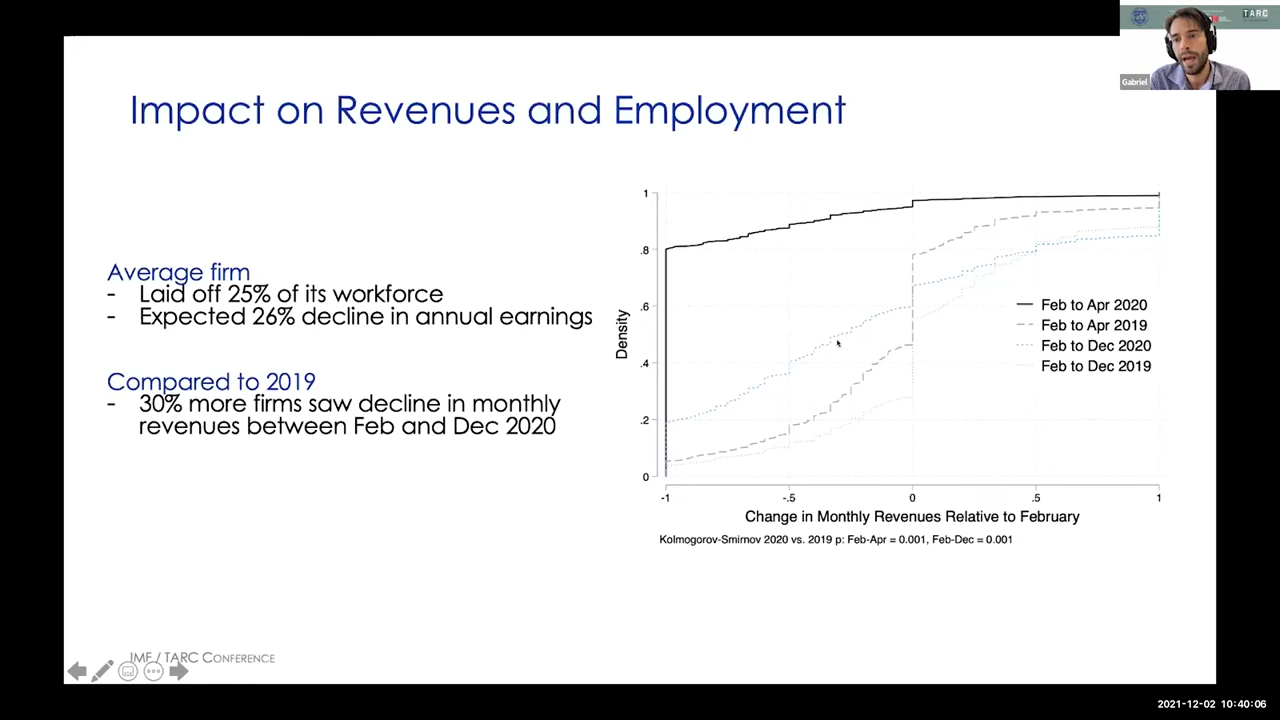 TARC
Gabriel
Impact on Revenues and Employment
Average firm
- Laid off 25% of its workforce
- Expected 26% decline in annual earnings
Compared to 2019
- 30% more firms saw decline in monthly
revenues between Feb and Dec 2020
Density
1
.8
.6
.4
.2
0
-1
-.5
0
.5
1
Feb to Apr 2020
Feb to Apr 2019
Feb to Dec 2020
Feb to Dec 2019
Change in Monthly Revenues Relative to February
Kolmogorov-Smirnov 2020 vs. 2019 p: Feb-Apr = 0.001, Feb-Dec = 0.001
IMF / TARC CONFERENCE
2021-12-02 10:40:06